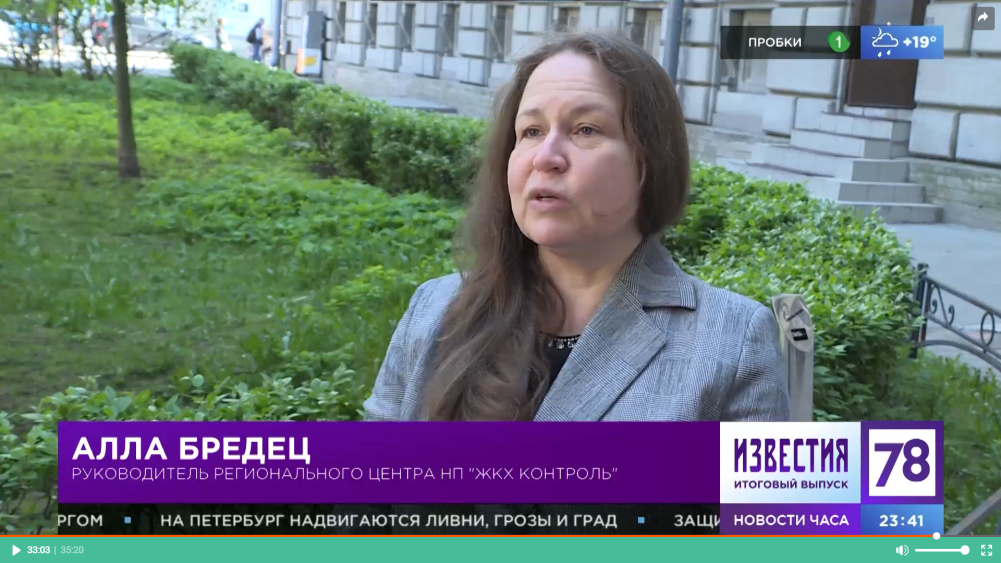 ПРОБКИ 1 +19°
АЛЛА БРЕДЕЦ
РУКОВОДИТЕЛЬ РЕГИОНАЛЬНОГО ЦЕНТРА НП "ЖКХ КОНТРОЛЬ"
ИЗВЕСТИЯ
ИТОГОВЫЙ ВЫПУСК
78
РГОМ ▪ НА ПЕТЕРБУРГ НАДВИГАЮТСЯ ЛИВНИ, ГРОЗЫ И ГРАД ▪ ЗАЩИ
НОВОСТИ ЧАСА 23:41
33:03 | 35:20